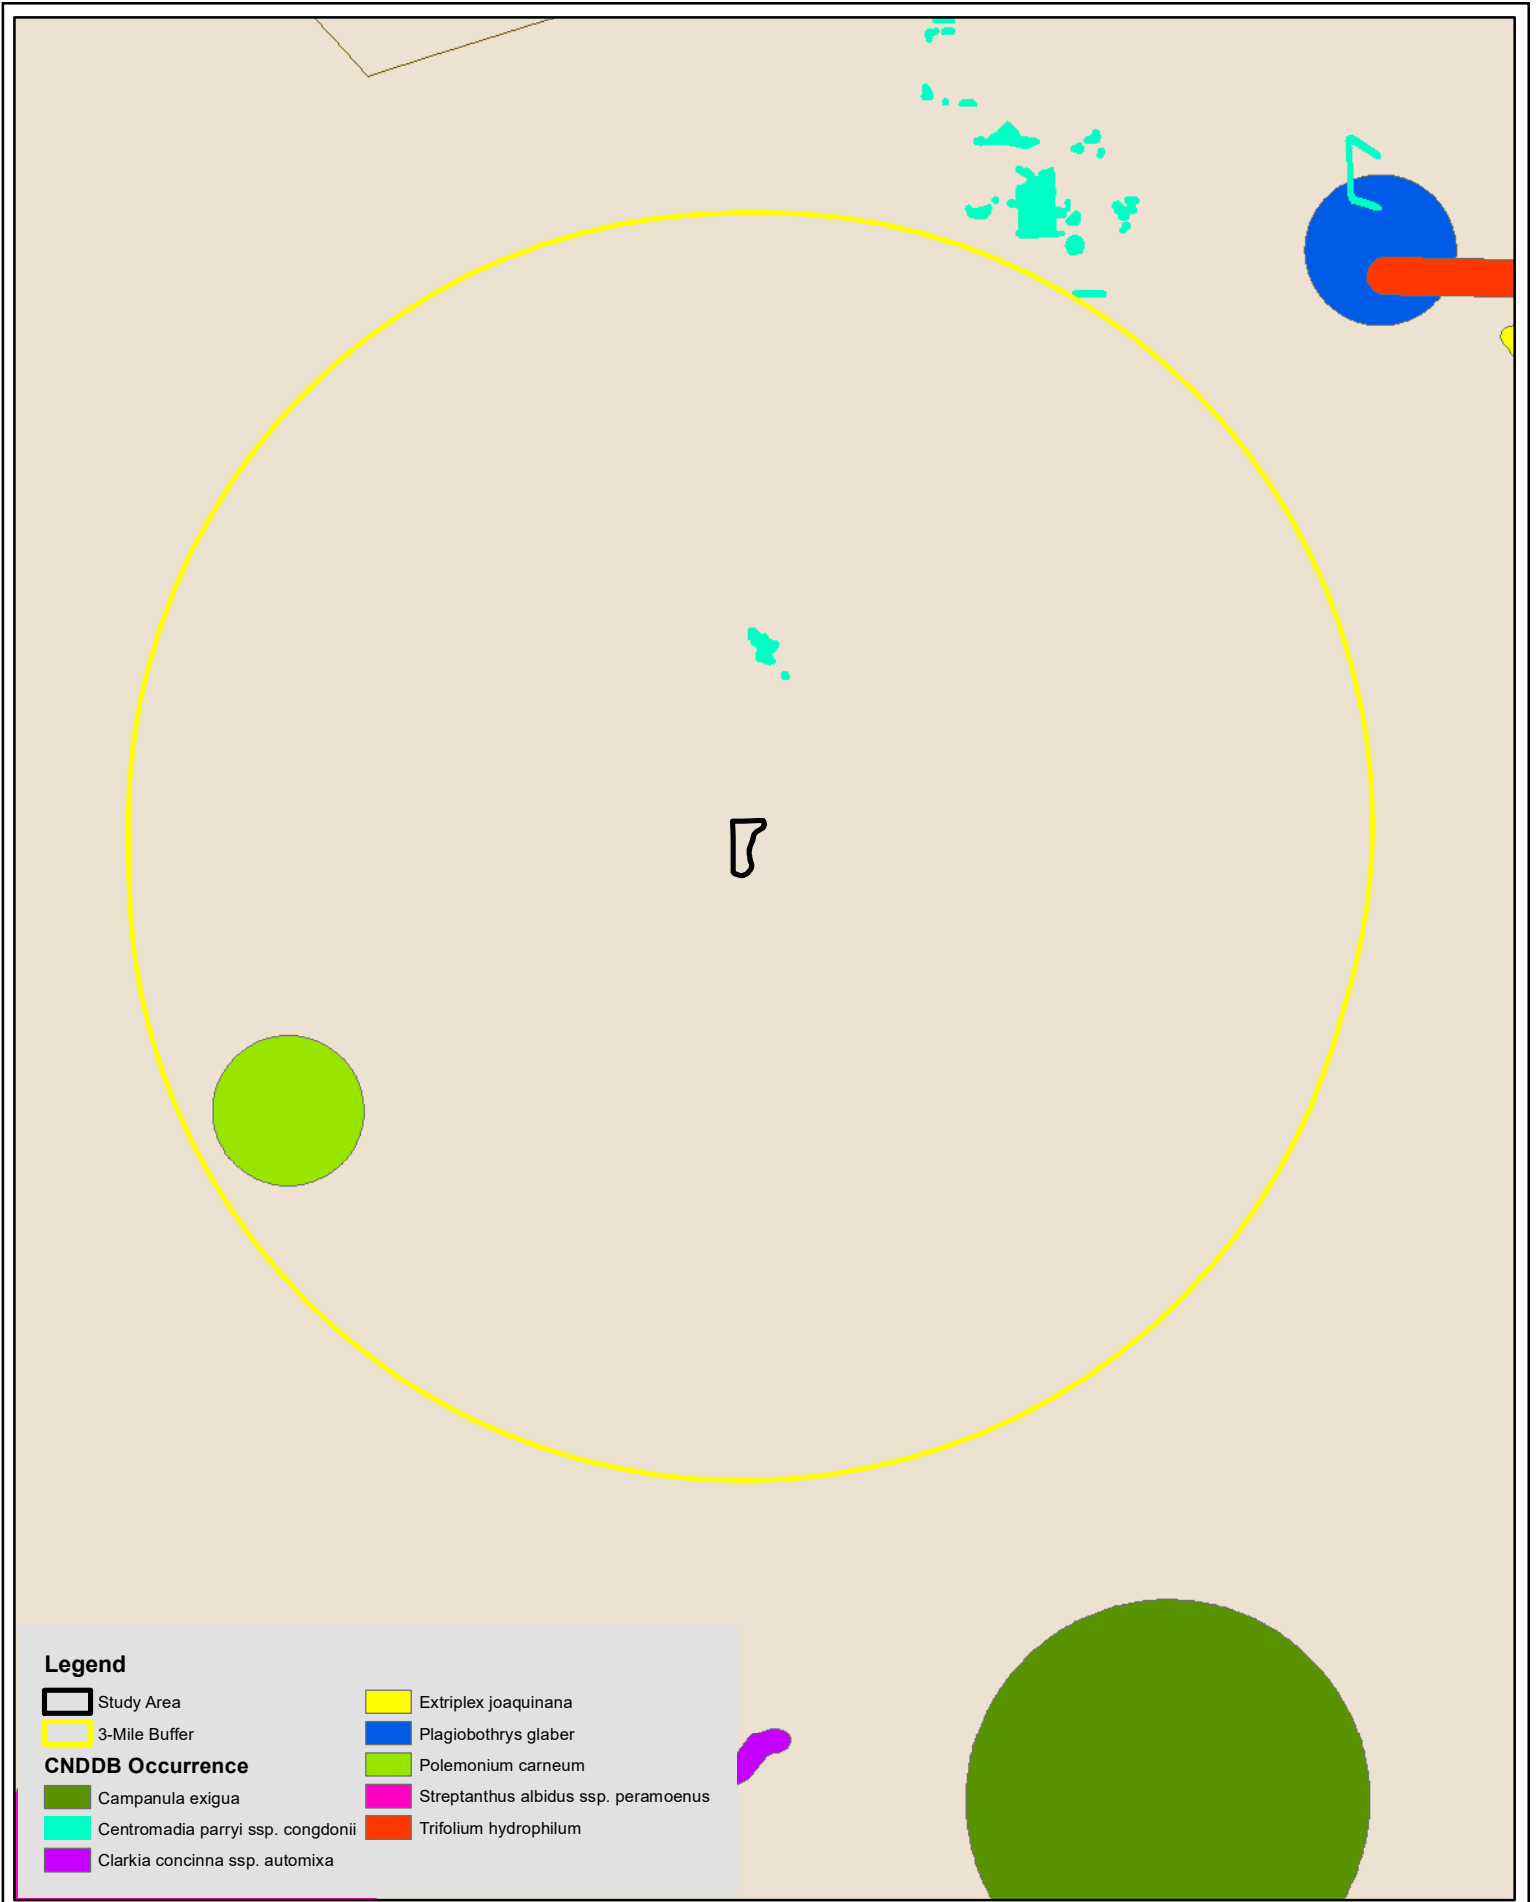 Legend
Study Area
3-Mile Buffer
CNDDB Occurrence
Campanula exigua
Centromadia parryi ssp. congdonii
Clarkia concinna ssp. automixa
Extriplex joaquinana
Plagiobothrys glaber
Polemonium carneum
Streptanthus albidus ssp. peramoenus
Trifolium hydrophilum